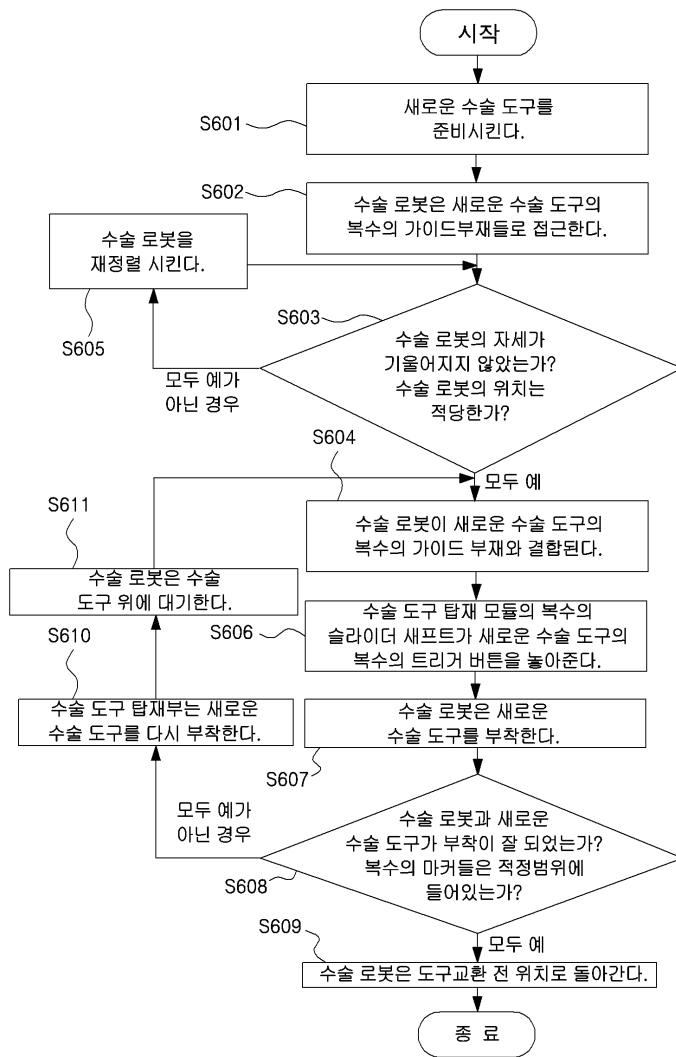 시작
S601
새로운 수술 도구를
준비시킨다.
S602
수술 로봇은 새로운 수술 도구의
복수의 가이드부재들로 접근한다.
수술 로봇을
재정렬 시킨다.
S605
S603
수술 로봇의 자세가
기울어지지 않았는가?
수술 로봇의 위치는
적당한가?
모두 예가
아닌 경우
모두 예
S604
수술 로봇이 새로운 수술 도구의
복수의 가이드 부재와 결합된다.
S611
수술 로봇은 수술
도구 위에 대기한다.
S606
수술 도구 탑재 모듈의 복수의
슬라이더 섀프트가 새로운 수술 도구의
복수의 트리거 버튼을 놓아준다.
S610
수술 도구 탑재부는 새로운
수술 도구를 다시 부착한다.
수술 로봇은 새로운
수술 도구를 부착한다.
S607
모두 예가
아닌 경우
수술 로봇과 새로운
수술 도구가 부착이 잘 되었는가?
복수의 마커들은 적정범위에
들어있는가?
S608
모두 예
S609
수술 로봇은 도구교환 전 위치로 돌아간다.
종 료